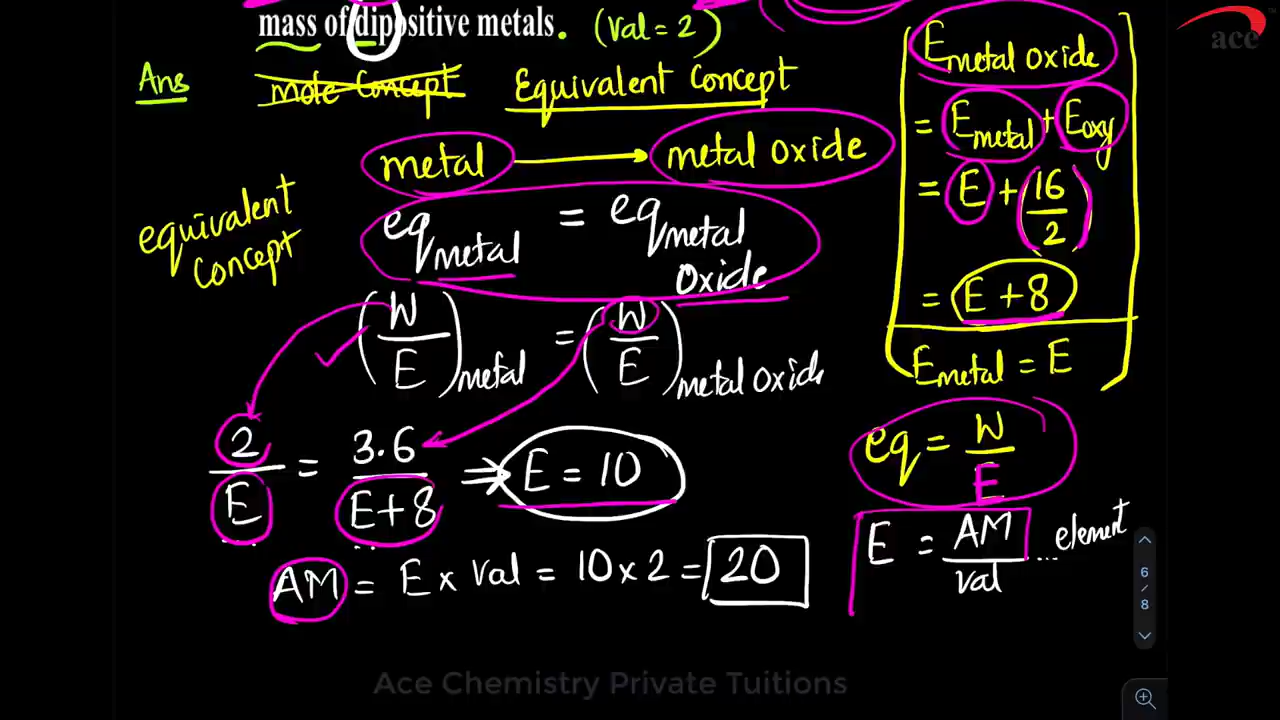 mass of dipositive metals. (Val = 2)
Ans mole Concept Equivalent Concept
metal → metal oxide
equivalent Concept
eq metal = eq metal Oxide
(W/E) metal = (W/E) metal Oxide
2/E = 3.6/E+8 ⇒ E = 10
AM = E x Val = 10 x 2 = 20
E metal oxide
= E metal + E oxy
= E + (16/2)
= E + 8
E metal = E
eq = W/E
E = AM/val ... element
ace
6 / 8
Ace Chemistry Private Tuitions